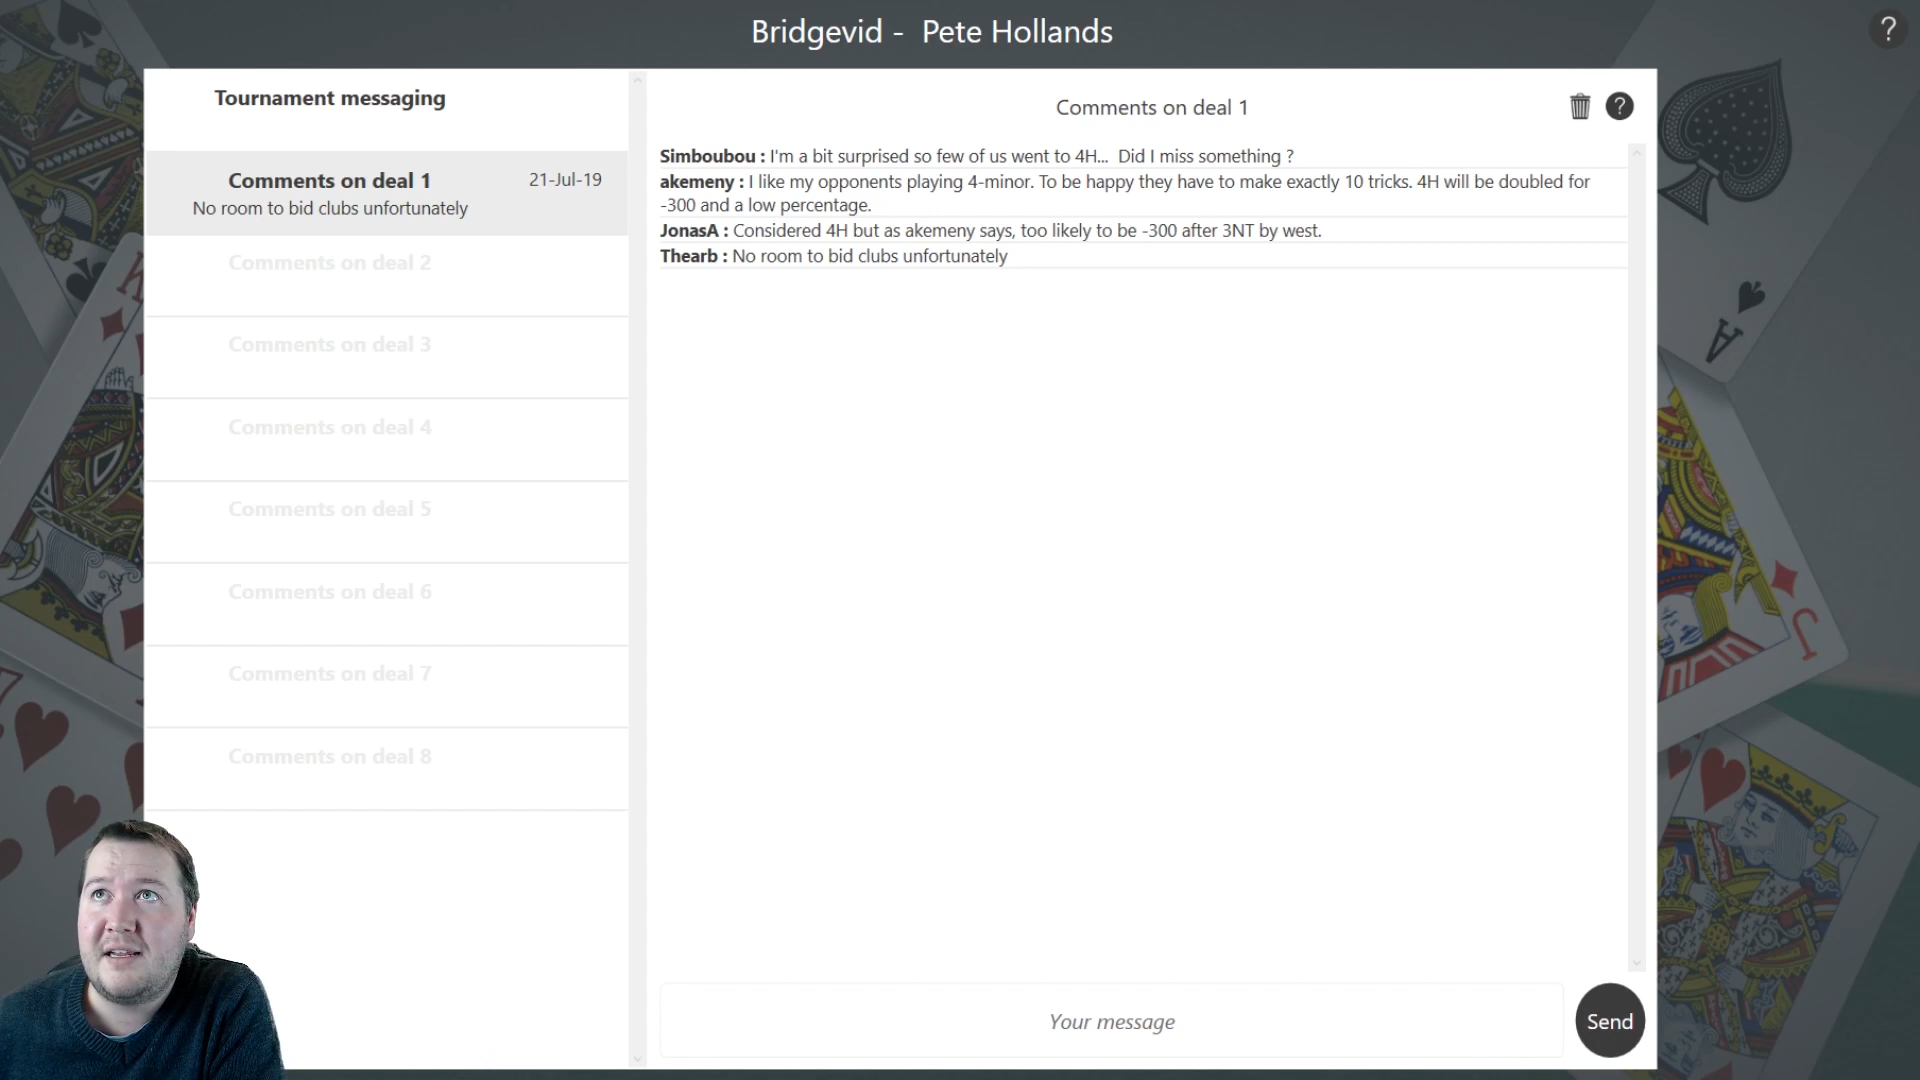 Bridgevid - Pete Hollands
?
Tournament messaging
Comments on deal 1
21-Jul-19
No room to bid clubs unfortunately
Comments on deal 2
Comments on deal 3
Comments on deal 4
Comments on deal 5
Comments on deal 6
Comments on deal 7
Comments on deal 8
Comments on deal 1
?
Simboubou : I'm a bit surprised so few of us went to 4H... Did I miss something ?
akemeny : I like my opponents playing 4-minor. To be happy they have to make exactly 10 tricks. 4H will be doubled for
-300 and a low percentage.
JonasA : Considered 4H but as akemeny says, too likely to be -300 after 3NT by west.
Thearb : No room to bid clubs unfortunately
Your message
Send
A
K
J